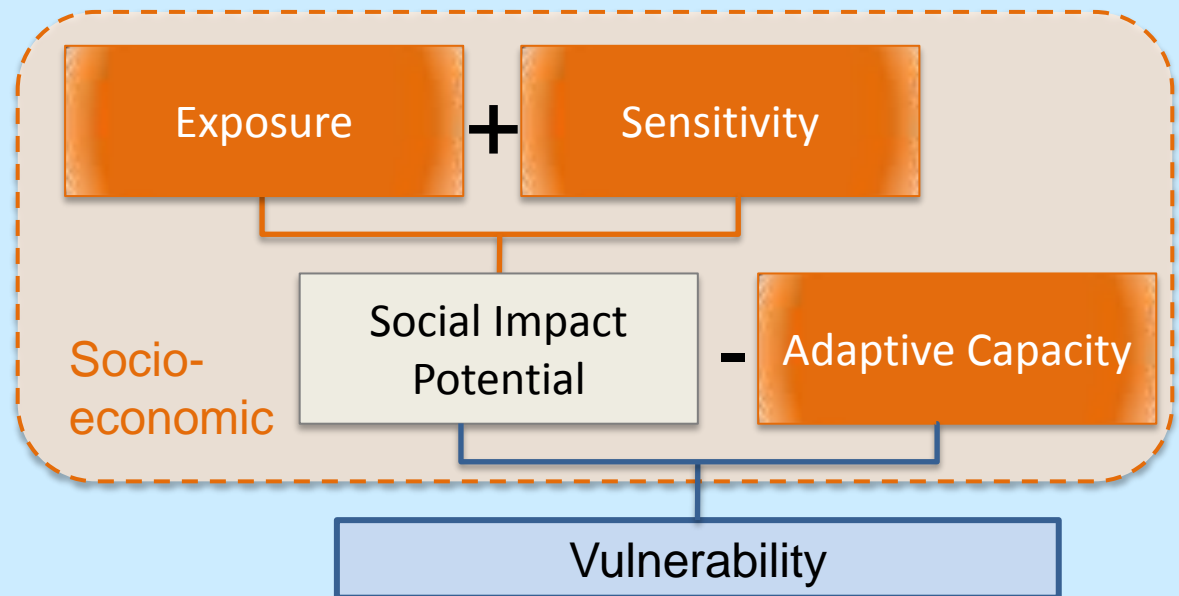 Exposure
+
Sensitivity
Social Impact
Potential
-
Adaptive Capacity
Socio-
economic
Vulnerability